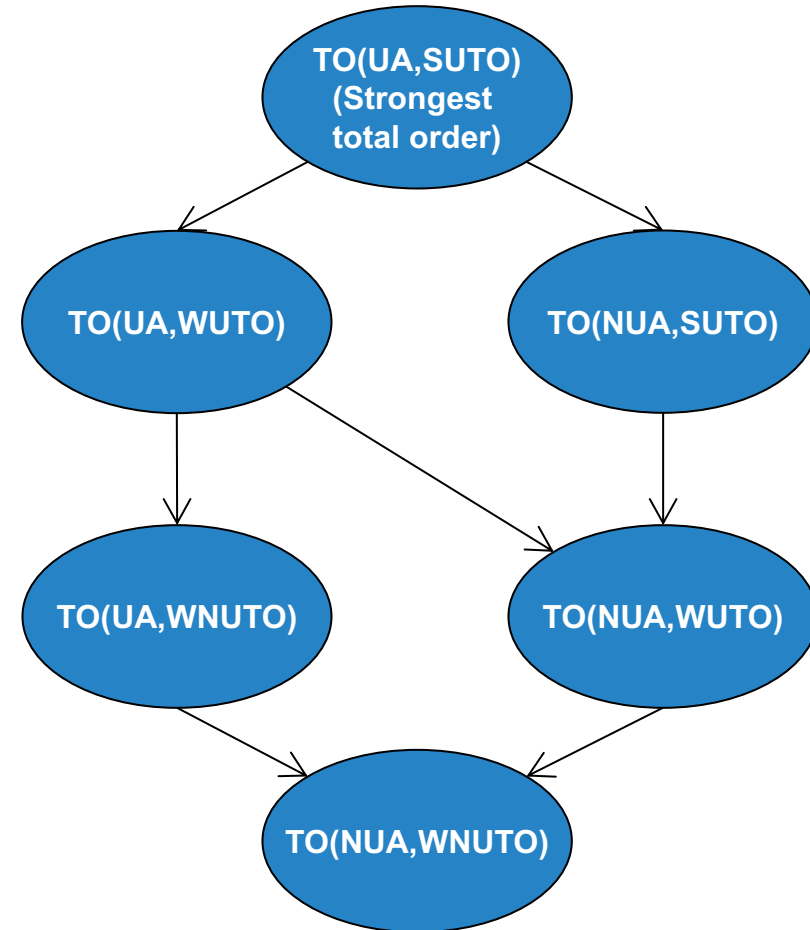 TO(UA,SUTO)
(Strongest
total order)
TO(UA,WUTO)
TO(NUA,SUTO)
TO(UA,WNUTO)
TO(NUA,WUTO)
TO(NUA,WNUTO)